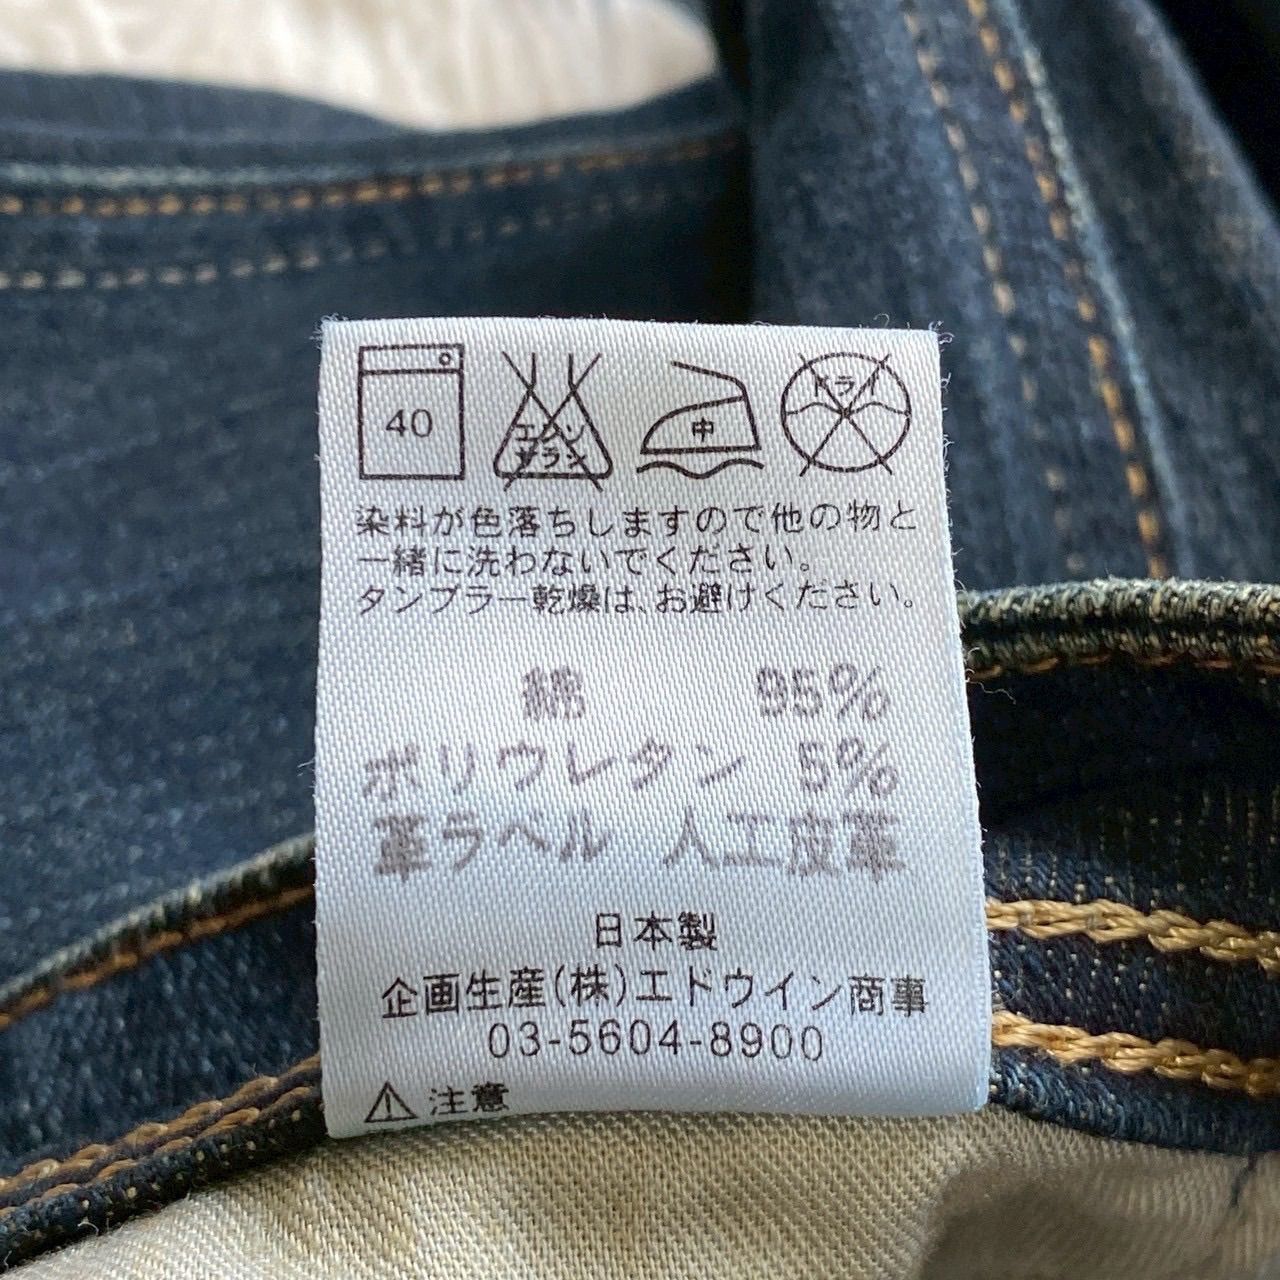 40
エンソ
サラシ
中
ドライ
染料が色落ちしますので他の物と
一緒に洗わないでください。
タンブラー乾燥は、お避けください。
綿 95%
ポリウレタン 5%
革ラベル 人工皮革
日本製
企画生産(株)エドウイン商事
03-5604-8900
注意